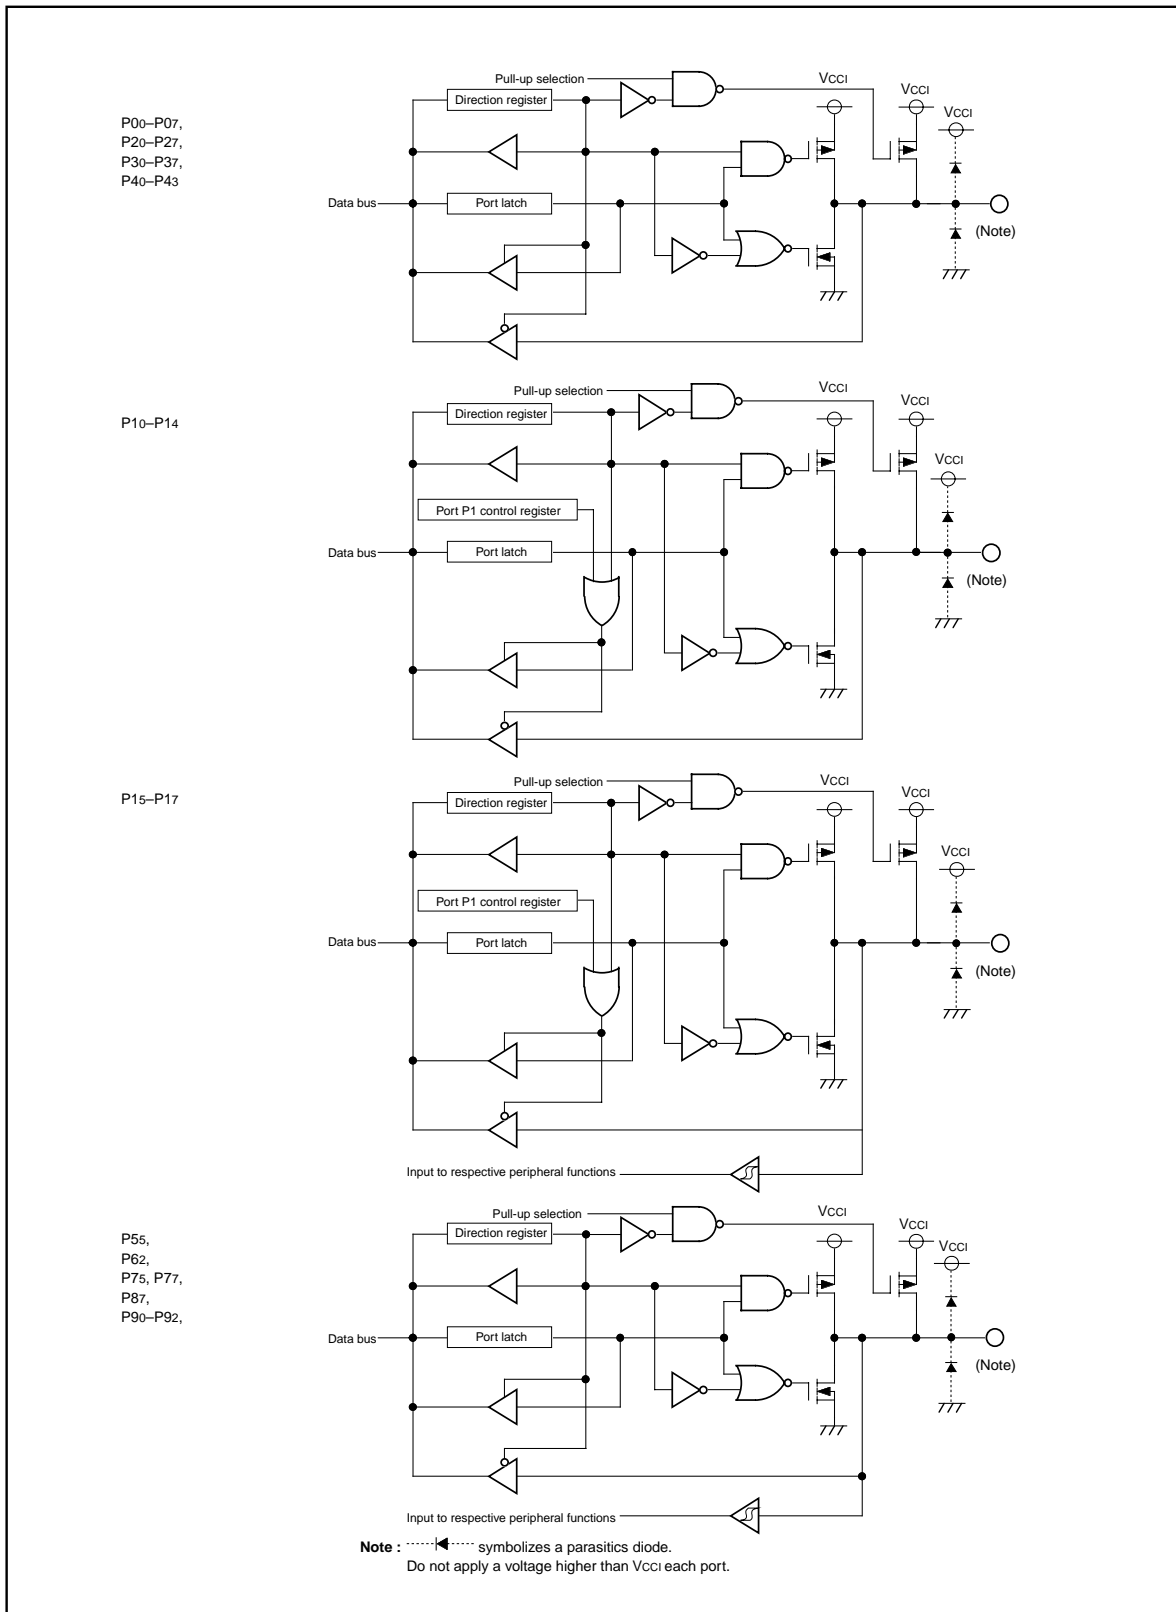 Pull-up selection
VCCI
VCCI
VCCI
Direction register
P00–P07,
P20–P27,
P30–P37,
P40–P43
Data bus
Port latch
(Note)
Pull-up selection
VCCI
VCCI
VCCI
P10–P14
Direction register
Port P1 control register
Data bus
Port latch
(Note)
Pull-up selection
VCCI
VCCI
VCCI
P15–P17
Direction register
Port P1 control register
Data bus
Port latch
(Note)
Input to respective peripheral functions
Pull-up selection
VCCI
VCCI
VCCI
Direction register
P55,
P62,
P75, P77,
P87,
P90–P92,
Data bus
Port latch
(Note)
Input to respective peripheral functions
Note : symbolizes a parasitics diode.
Do not apply a voltage higher than VCCI each port.